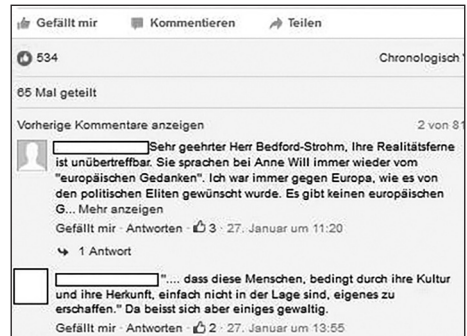 Gefällt mir Kommentieren Teilen
534 Chronologisch
65 Mal geteilt
Vorherige Kommentare anzeigen 2 von 81
Sehr geehrter Herr Bedford-Strohm, Ihre Realitätsferne
ist unübertreffbar. Sie sprachen bei Anne Will immer wieder vom
"europäischen Gedanken". Ich war immer gegen Europa, wie es von
den politischen Eliten gewünscht wurde. Es gibt keinen europäischen
G... Mehr anzeigen
Gefällt mir · Antworten · 3 · 27. Januar um 11:20
1 Antwort
".... dass diese Menschen, bedingt durch ihre Kultur
und ihre Herkunft, einfach nicht in der Lage sind, eigenes zu
erschaffen." Da beisst sich aber einiges gewaltig.
Gefällt mir · Antworten · 2 · 27. Januar um 13:55